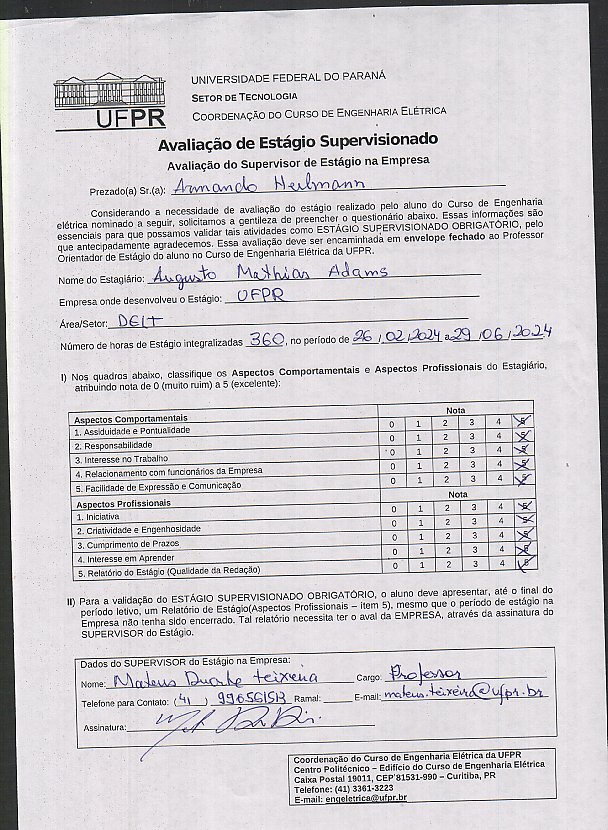 UNIVERSIDADE FEDERAL DO PARANÁ
SETOR DE TECNOLOGIA
COORDENAÇÃO DO CURSO DE ENGENHARIA ELÉTRICA
UFPR
Avaliação de Estágio Supervisionado
Avaliação do Supervisor de Estágio na Empresa
Prezado(a) Sr.(a): Armando Heilmann
Considerando a necessidade de avaliação do estágio realizado pelo aluno do Curso de Engenharia
elétrica nominado a seguir, solicitamos a gentileza de preencher o questionário abaixo. Essas informações são
essenciais para que possamos validar tais atividades como ESTÁGIO SUPERVISIONADO OBRIGATÓRIO, pelo
que antecipadamente agradecemos. Essa avaliação deve ser encaminhada em envelope fechado ao Professor
Orientador de Estágio do aluno no Curso de Engenharia Elétrica da UFPR.
Nome do Estagiário: Augusto Mathias Adams
Empresa onde desenvolveu o Estágio: UFPR
Área/Setor: DELT
Número de horas de Estágio integralizadas 360, no período de 26/02/2024 a 29/06/2024
I) Nos quadros abaixo, classifique os Aspectos Comportamentais e Aspectos Profissionais do Estagiário,
atribuindo nota de 0 (muito ruim) a 5 (excelente):
Aspectos Comportamentais Nota
1. Assiduidade e Pontualidade 0 1 2 3 4 5
2. Responsabilidade 0 1 2 3 4 5
3. Interesse no Trabalho 0 1 2 3 4 5
4. Relacionamento com funcionários da Empresa 0 1 2 3 4 5
5. Facilidade de Expressão e Comunicação 0 1 2 3 4 5
Aspectos Profissionais Nota
1. Iniciativa 0 1 2 3 4 5
2. Criatividade e Engenhosidade 0 1 2 3 4 5
3. Cumprimento de Prazos 0 1 2 3 4 5
4. Interesse em Aprender 0 1 2 3 4 5
5. Relatório do Estágio (Qualidade da Redação) 0 1 2 3 4 5
II) Para a validação do ESTÁGIO SUPERVISIONADO OBRIGATÓRIO, o aluno deve apresentar, até o final do
período letivo, um Relatório de Estágio(Aspectos Profissionais – item 5), mesmo que o período de estágio na
Empresa não tenha sido encerrado. Tal relatório necessita ter o aval da EMPRESA, através da assinatura do
SUPERVISOR do Estágio.
Dados do SUPERVISOR do Estágio na Empresa:
Nome: Mateus Duarte Teixeira Cargo: Professor
Telefone para Contato: (41) Ramal: E-mail: mateus.teixeira@ufpr.br
Assinatura:
Coordenação do Curso de Engenharia Elétrica da UFPR
Centro Politécnico – Edifício do Curso de Engenharia Elétrica
Caixa Postal 19011, CEP 81531-990 – Curitiba, PR
Telefone: (41) 3361-3223
E-mail: engeletrica@ufpr.br